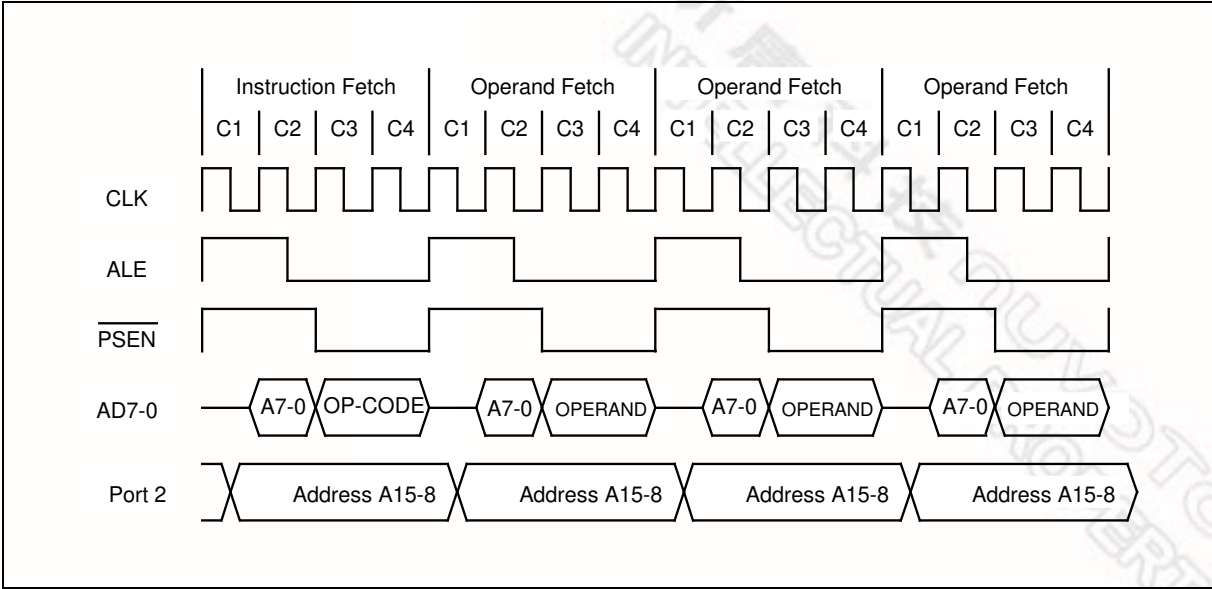 Instruction Fetch Operand Fetch Operand Fetch Operand Fetch
C1 C2 C3 C4 C1 C2 C3 C4 C1 C2 C3 C4 C1 C2 C3 C4
CLK
ALE
PSEN
AD7-0 A7-0 OP-CODE A7-0 OPERAND A7-0 OPERAND A7-0 OPERAND
Port 2 Address A15-8 Address A15-8 Address A15-8 Address A15-8